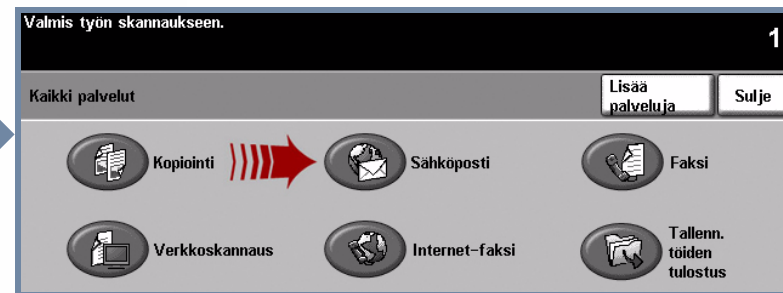 Valmis työn skannaukseen.
1
Kaikki palvelut
Lisää
palveluja
Sulje
Kopiointi
Sähköposti
Faksi
Verkkoskannaus
Internet-faksi
Tallenn.
töiden
tulostus